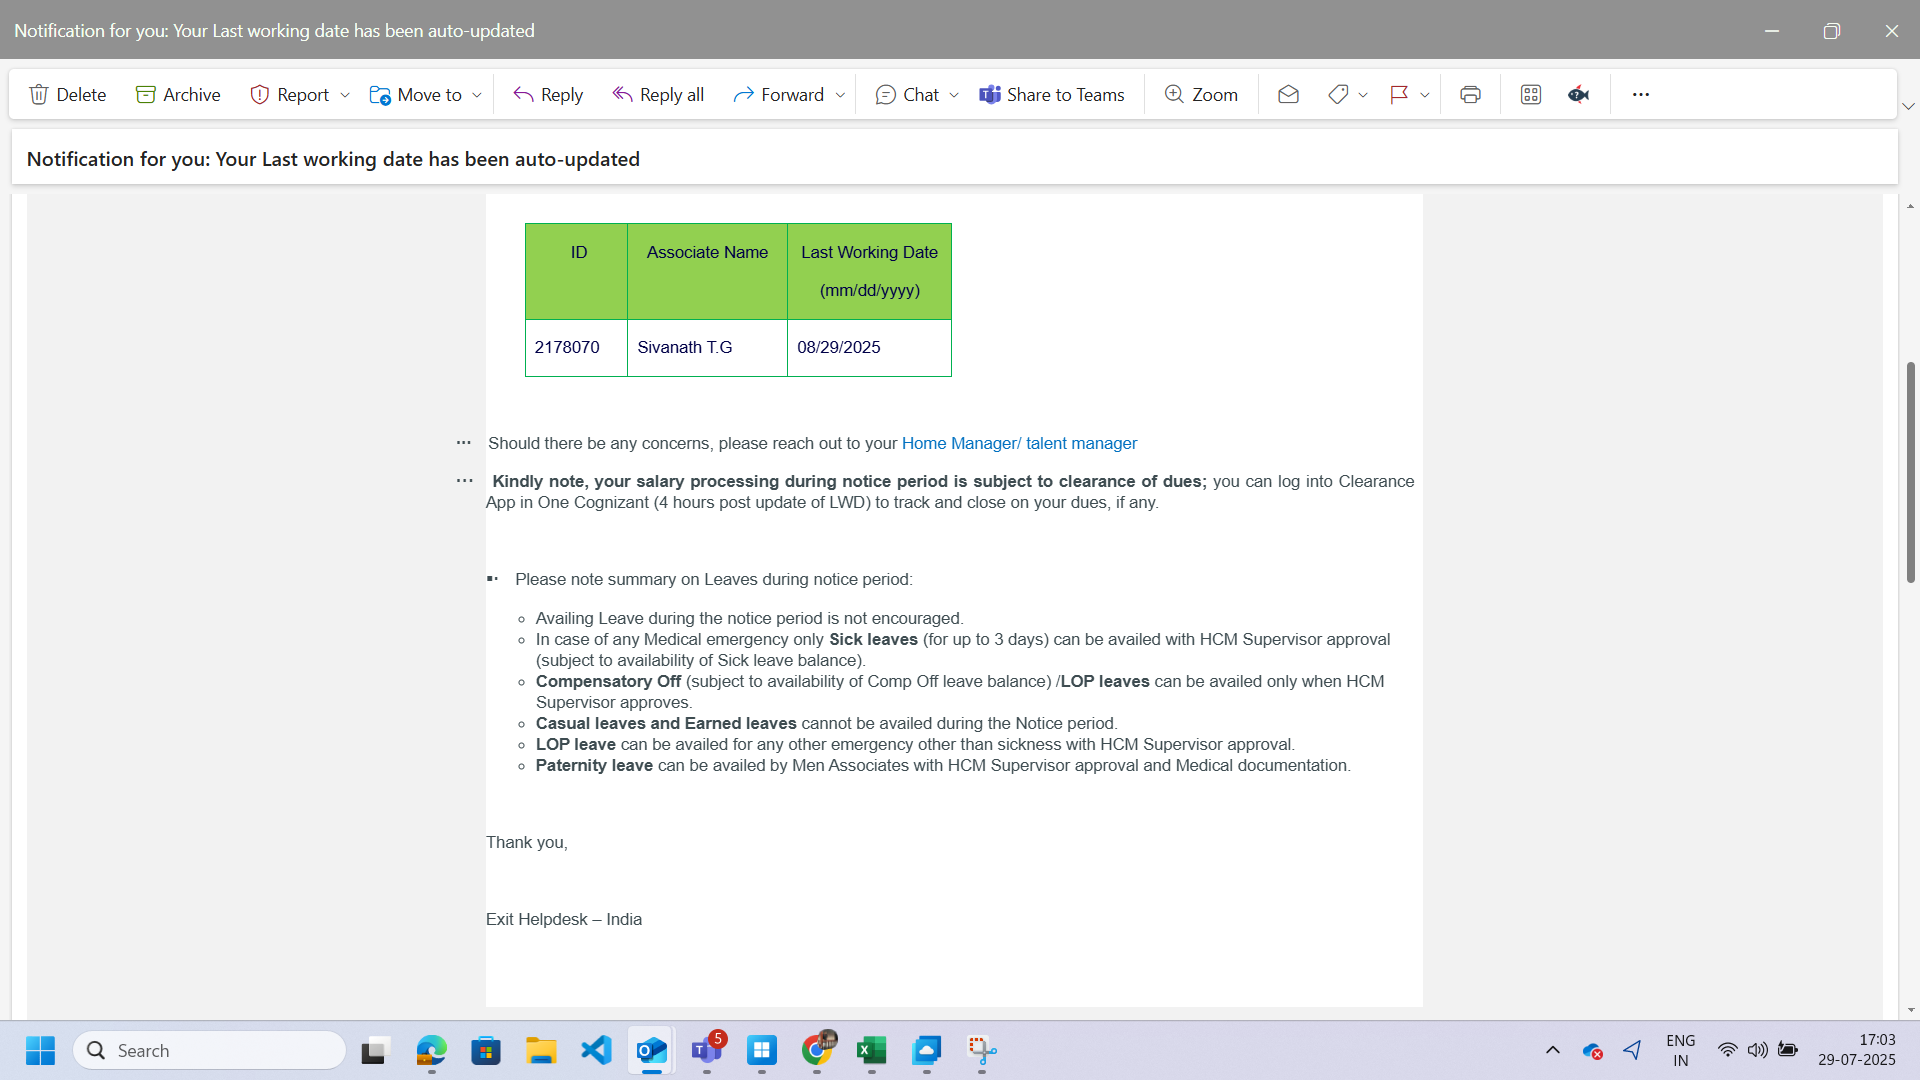 Notification for you: Your Last working date has been auto-updated
Delete Archive Report Move to Reply Reply all Forward Chat Share to Teams Zoom ...
Notification for you: Your Last working date has been auto-updated
ID Associate Name Last Working Date
(mm/dd/yyyy)
2178070 Sivanath T.G 08/29/2025
Should there be any concerns, please reach out to your Home Manager/ talent manager
Kindly note, your salary processing during notice period is subject to clearance of dues; you can log into Clearance
App in One Cognizant (4 hours post update of LWD) to track and close on your dues, if any.
Please note summary on Leaves during notice period:
Availing Leave during the notice period is not encouraged.
In case of any Medical emergency only Sick leaves (for up to 3 days) can be availed with HCM Supervisor approval
(subject to availability of Sick leave balance).
Compensatory Off (subject to availability of Comp Off leave balance) /LOP leaves can be availed only when HCM
Supervisor approves.
Casual leaves and Earned leaves cannot be availed during the Notice period.
LOP leave can be availed for any other emergency other than sickness with HCM Supervisor approval.
Paternity leave can be availed by Men Associates with HCM Supervisor approval and Medical documentation.
Thank you,
Exit Helpdesk – India
Search
5
ENG
IN
17:03
29-07-2025